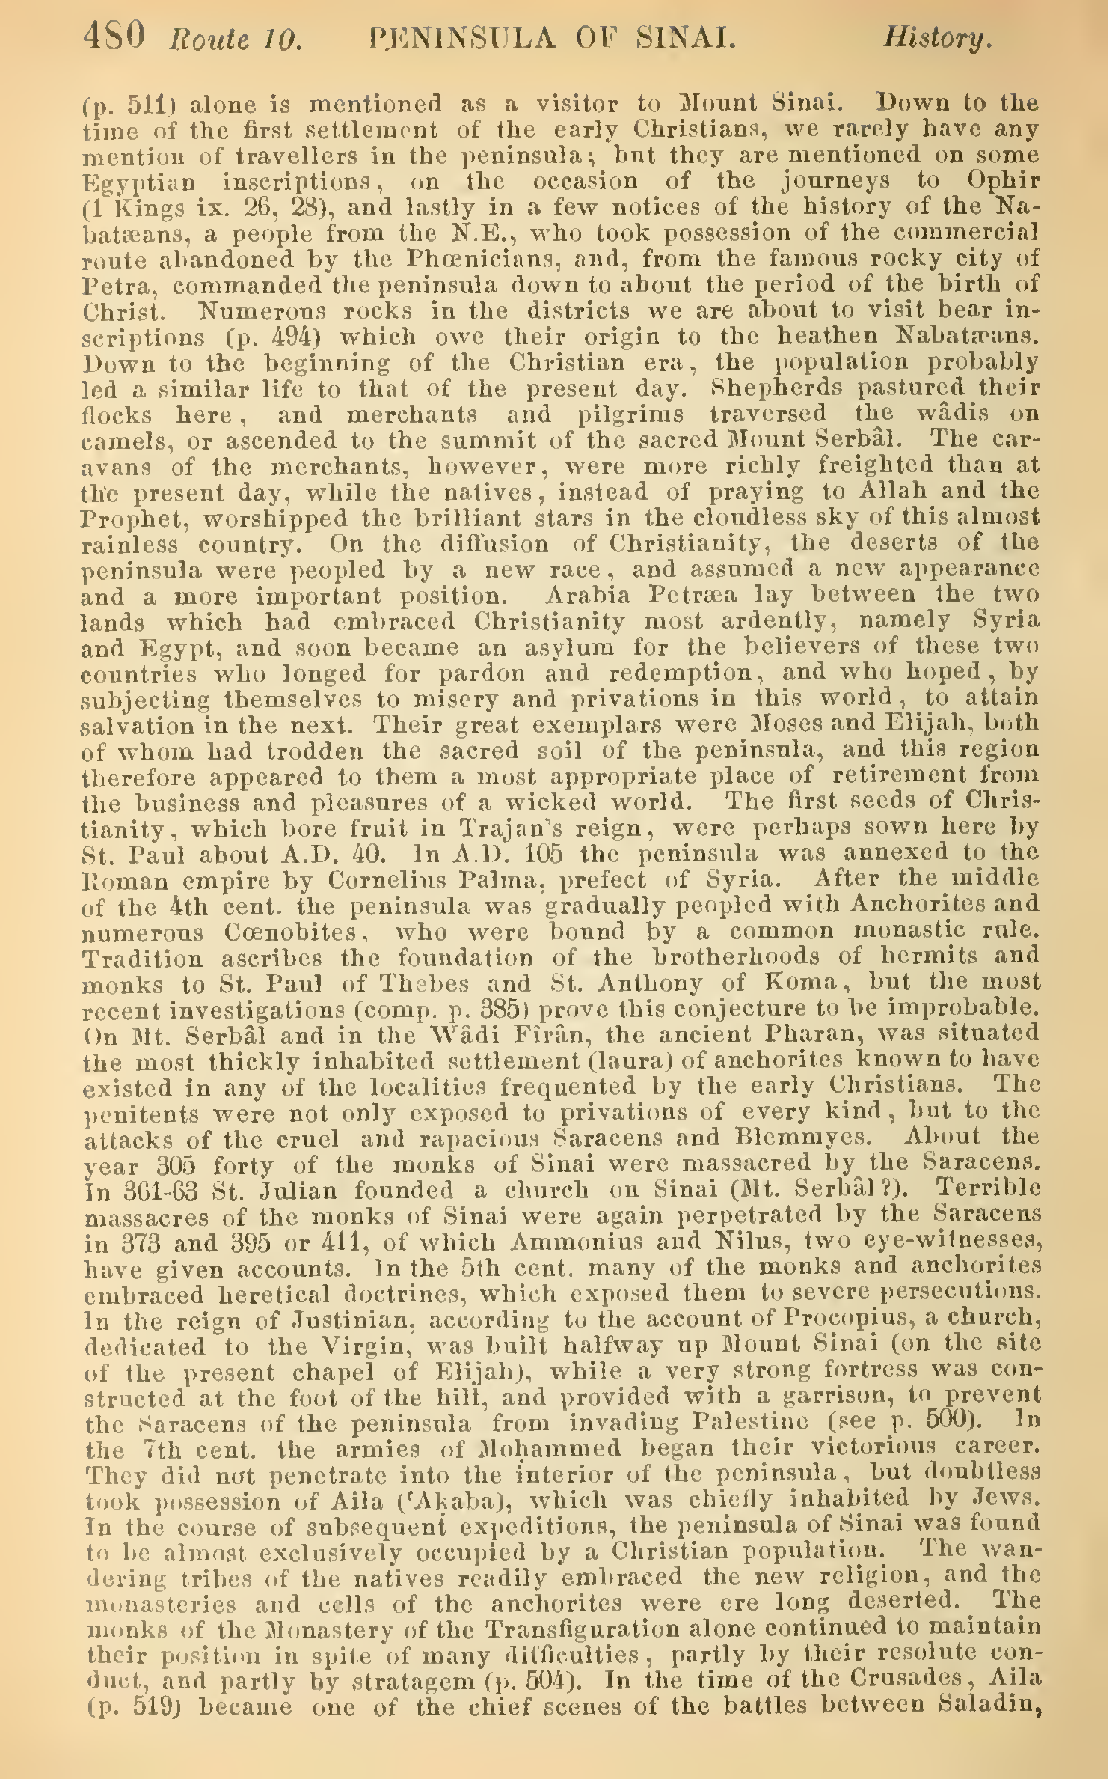 480 Route 10. PENINSULA OF SINAI. History.
(p. 511) alone is mentioned as a visitor to Mount Sinai. Down to the
time of the first settlement of the early Christians, we rarely have any
mention of travellers in the peninsula; but they are mentioned on some
Egyptian inscriptions, on the occasion of the journeys to Ophir
(1 Kings ix. 26, 28), and lastly in a few notices of the history of the Na-
batæans, a people from the N.E., who took possession of the commercial
route abandoned by the Phœnicians, and, from the famous rocky city of
Petra, commanded the peninsula down to about the period of the birth of
Christ. Numerous rocks in the districts we are about to visit bear in-
scriptions (p. 494) which owe their origin to the heathen Nabatæans.
Down to the beginning of the Christian era, the population probably
led a similar life to that of the present day. Shepherds pastured their
flocks here, and merchants and pilgrims traversed the wâdis on
camels, or ascended to the summit of the sacred Mount Serbâl. The car-
avans of the merchants, however, were more richly freighted than at
the present day, while the natives, instead of praying to Allah and the
Prophet, worshipped the brilliant stars in the cloudless sky of this almost
rainless country. On the diffusion of Christianity, the deserts of the
peninsula were peopled by a new race, and assumed a new appearance
and a more important position. Arabia Petræa lay between the two
lands which had embraced Christianity most ardently, namely Syria
and Egypt, and soon became an asylum for the believers of these two
countries who longed for pardon and redemption, and who hoped, by
subjecting themselves to misery and privations in this world, to attain
salvation in the next. Their great exemplars were Moses and Elijah, both
of whom had trodden the sacred soil of the peninsula, and this region
therefore appeared to them a most appropriate place of retirement from
the business and pleasures of a wicked world. The first seeds of Chris-
tianity, which bore fruit in Trajan's reign, were perhaps sown here by
St. Paul about A.D. 40. In A.D. 105 the peninsula was annexed to the
Roman empire by Cornelius Palma, prefect of Syria. After the middle
of the 4th cent. the peninsula was gradually peopled with Anchorites and
numerous Cœnobites, who were bound by a common monastic rule.
Tradition ascribes the foundation of the brotherhoods of hermits and
monks to St. Paul of Thebes and St. Anthony of Koma, but the most
recent investigations (comp. p. 385) prove this conjecture to be improbable.
On Mt. Serbâl and in the Wâdi Fîrân, the ancient Pharan, was situated
the most thickly inhabited settlement (laura) of anchorites known to have
existed in any of the localities frequented by the early Christians. The
penitents were not only exposed to privations of every kind, but to the
attacks of the cruel and rapacious Saracens and Blemmyes. About the
year 305 forty of the monks of Sinai were massacred by the Saracens.
In 361-63 St. Julian founded a church on Sinai (Mt. Serbâl?). Terrible
massacres of the monks of Sinai were again perpetrated by the Saracens
in 373 and 395 or 411, of which Ammonius and Nilus, two eye-witnesses,
have given accounts. In the 5th cent. many of the monks and anchorites
embraced heretical doctrines, which exposed them to severe persecutions.
In the reign of Justinian, according to the account of Procopius, a church,
dedicated to the Virgin, was built halfway up Mount Sinai (on the site
of the present chapel of Elijah), while a very strong fortress was con-
structed at the foot of the hill, and provided with a garrison, to prevent
the Saracens of the peninsula from invading Palestine (see p. 500). In
the 7th cent. the armies of Mohammed began their victorious career.
They did not penetrate into the interior of the peninsula, but doubtless
took possession of Aila ('Akaba), which was chiefly inhabited by Jews.
In the course of subsequent expeditions, the peninsula of Sinai was found
to be almost exclusively occupied by a Christian population. The wan-
dering tribes of the natives readily embraced the new religion, and the
monasteries and cells of the anchorites were ere long deserted. The
monks of the Monastery of the Transfiguration alone continued to maintain
their position in spite of many difficulties, partly by their resolute con-
duct, and partly by stratagem (p. 504). In the time of the Crusades, Aila
(p. 519) became one of the chief scenes of the battles between Saladin,